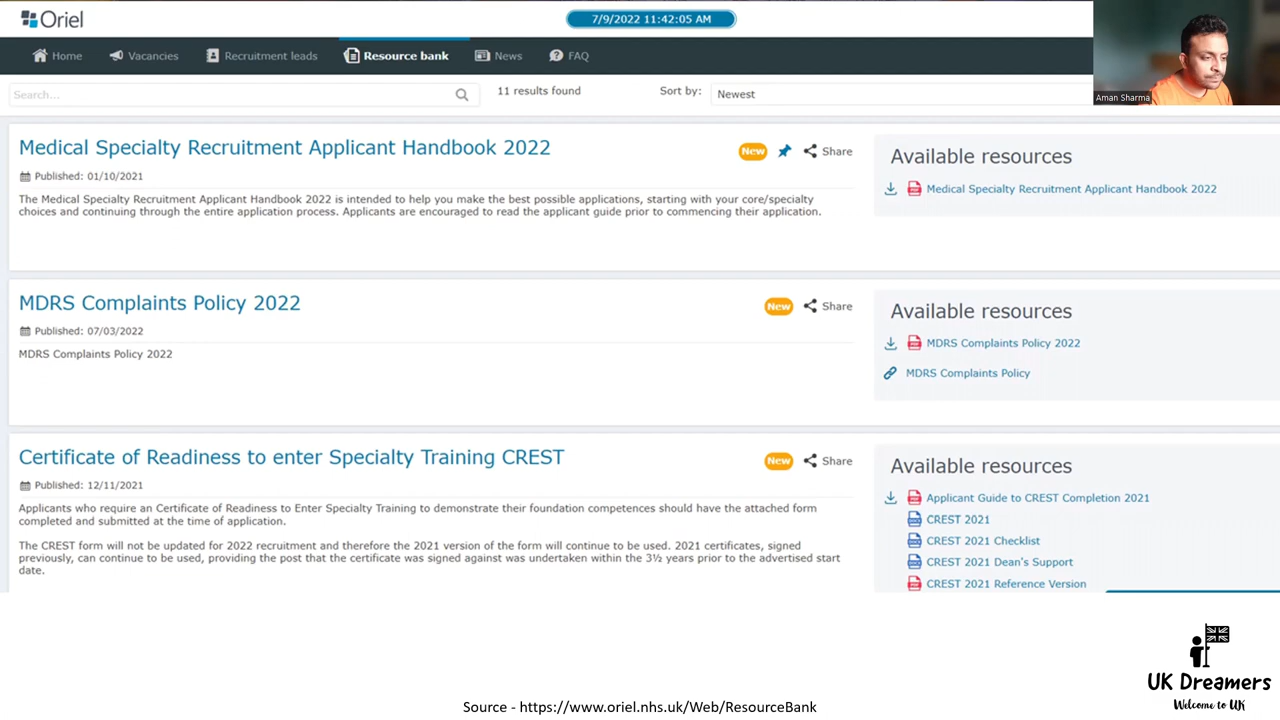 Oriel
7/9/2022 11:42:05 AM
Home Vacancies Recruitment leads Resource bank News FAQ
Aman Sharma
Search...
11 results found
Sort by: Newest
Medical Specialty Recruitment Applicant Handbook 2022
New Share
Published: 01/10/2021
The Medical Specialty Recruitment Applicant Handbook 2022 is intended to help you make the best possible applications, starting with your core/specialty
choices and continuing through the entire application process. Applicants are encouraged to read the applicant guide prior to commencing their application.
Available resources
Medical Specialty Recruitment Applicant Handbook 2022
MDRS Complaints Policy 2022
New Share
Published: 07/03/2022
MDRS Complaints Policy 2022
Available resources
MDRS Complaints Policy 2022
MDRS Complaints Policy
Certificate of Readiness to enter Specialty Training CREST
New Share
Published: 12/11/2021
Applicants who require an Certificate of Readiness to Enter Specialty Training to demonstrate their foundation competences should have the attached form
completed and submitted at the time of application.
The CREST form will not be updated for 2022 recruitment and therefore the 2021 version of the form will continue to be used. 2021 certificates, signed
previously, can continue to be used, providing the post that the certificate was signed against was undertaken within the 3½ years prior to the advertised start
date.
Available resources
Applicant Guide to CREST Completion 2021
CREST 2021
CREST 2021 Checklist
CREST 2021 Dean's Support
CREST 2021 Reference Version
UK Dreamers
Welcome to UK
Source - https://www.oriel.nhs.uk/Web/ResourceBank